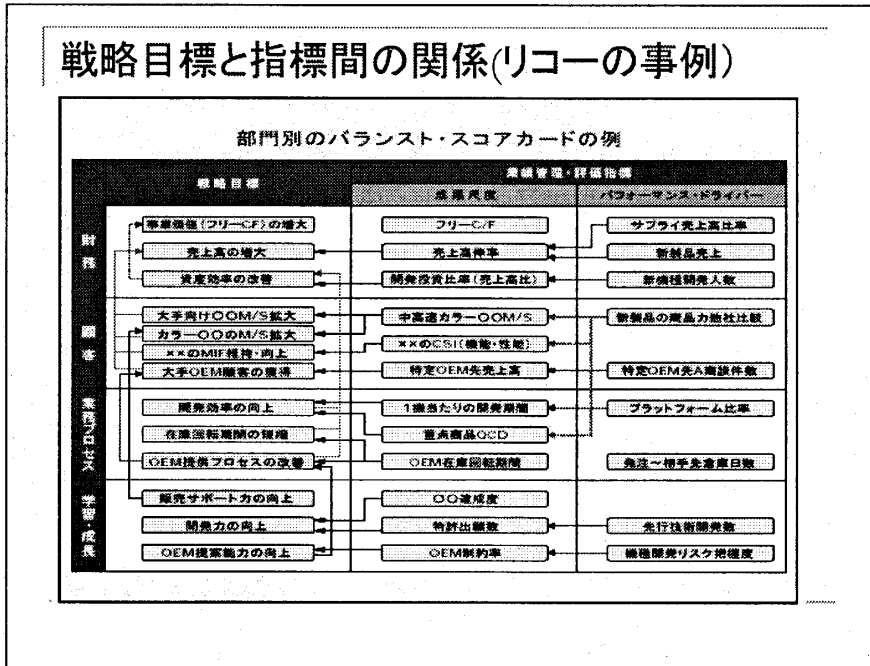 戦略目標と指標間の関係(リコーの事例)
部門別のバランスト・スコアカードの例
戦略目標
業績管理・評価指標
成果尺度
パフォーマンス・ドライバー
財務
事業価値(フリーCF)の増大
フリーC/F
サプライ売上高比率
売上高の増大
売上高伸率
新製品売上
資産効率の改善
開発投資比率(売上高比)
新機種開発人数
顧客
大手向け〇〇M/S拡大
中高速カラー〇〇M/S
新製品の商品力他社比較
カラー〇〇のM/S拡大
××のCSI(機能・性能)
××のMIF維持・向上
大手OEM顧客の獲得
特定OEM先売上高
特定OEM先A商談件数
業務プロセス
開発効率の向上
1機当たりの開発期間
プラットフォーム比率
在庫回転期間の短縮
重点商品QCD
OEM提供プロセスの改善
OEM在庫回転期間
発注～相手先倉庫日数
学習・成長
販売サポート力の向上
〇〇達成度
開発力の向上
特許出願数
先行技術開発数
OEM提案能力の向上
OEM制約率
機種開発リスク把握度